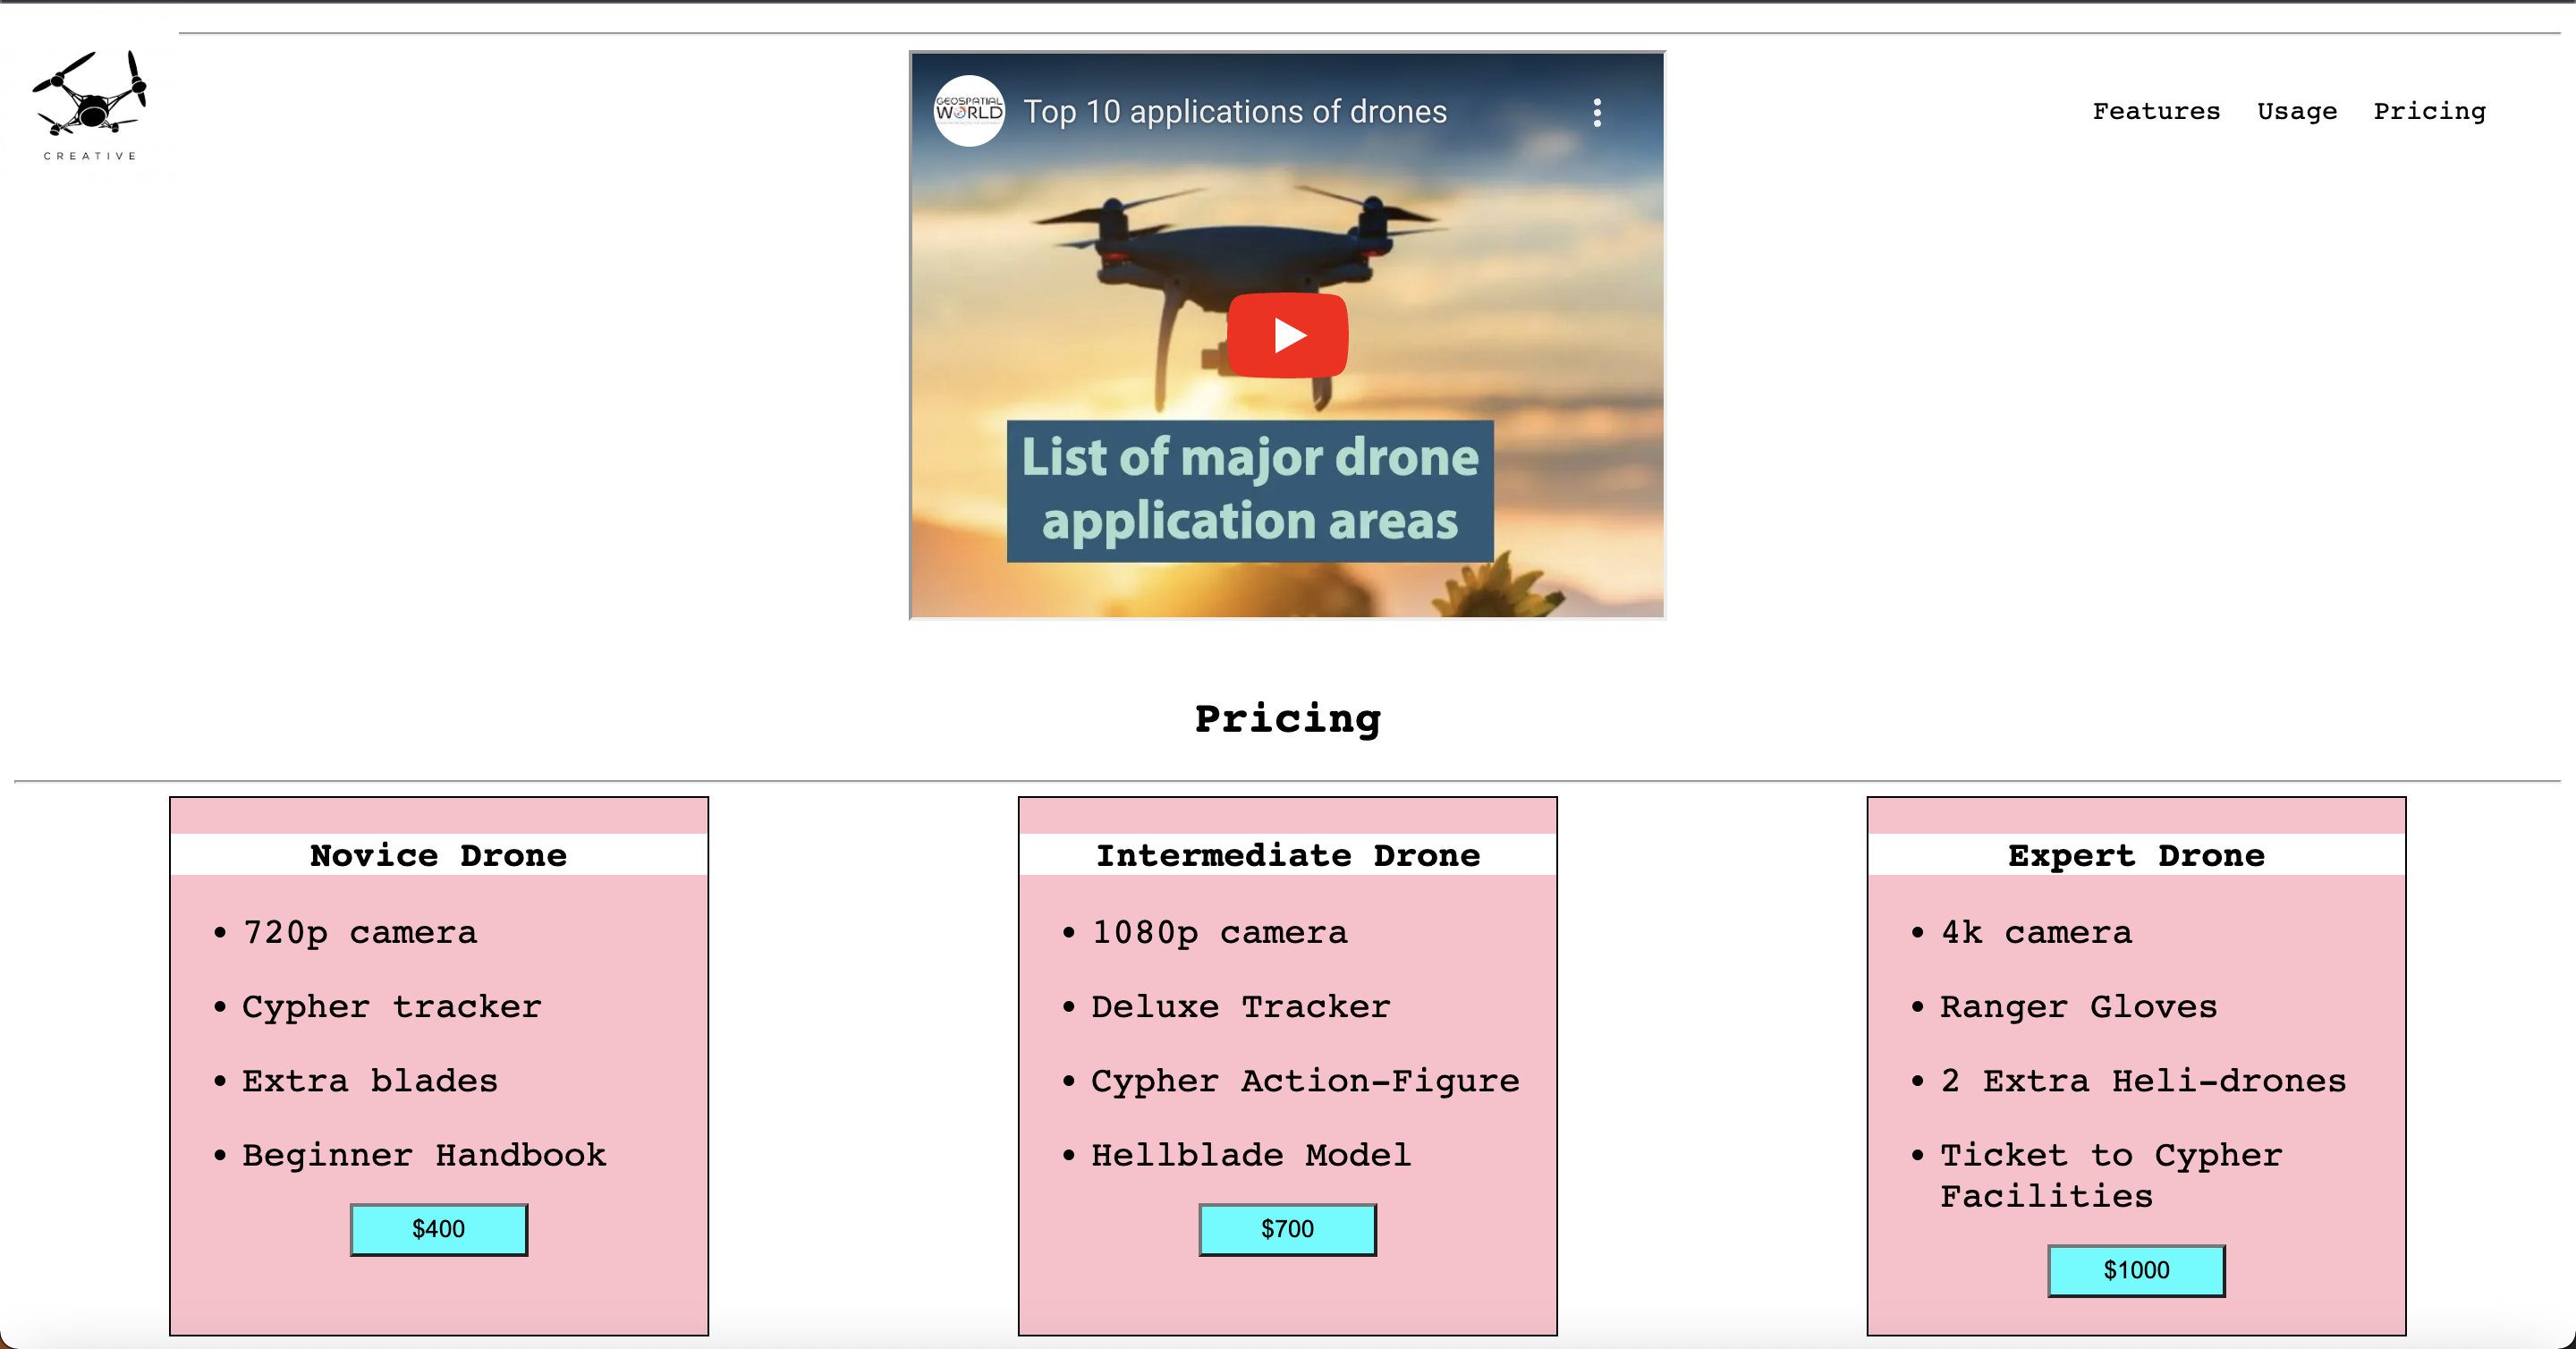 CREATIVE
GEOSPATIAL
WORLD
Top 10 applications of drones
Features Usage Pricing
List of major drone
application areas
Pricing
Novice Drone
• 720p camera
• Cypher tracker
• Extra blades
• Beginner Handbook
$400
Intermediate Drone
• 1080p camera
• Deluxe Tracker
• Cypher Action-Figure
• Hellblade Model
$700
Expert Drone
• 4k camera
• Ranger Gloves
• 2 Extra Heli-drones
• Ticket to Cypher
Facilities
$1000